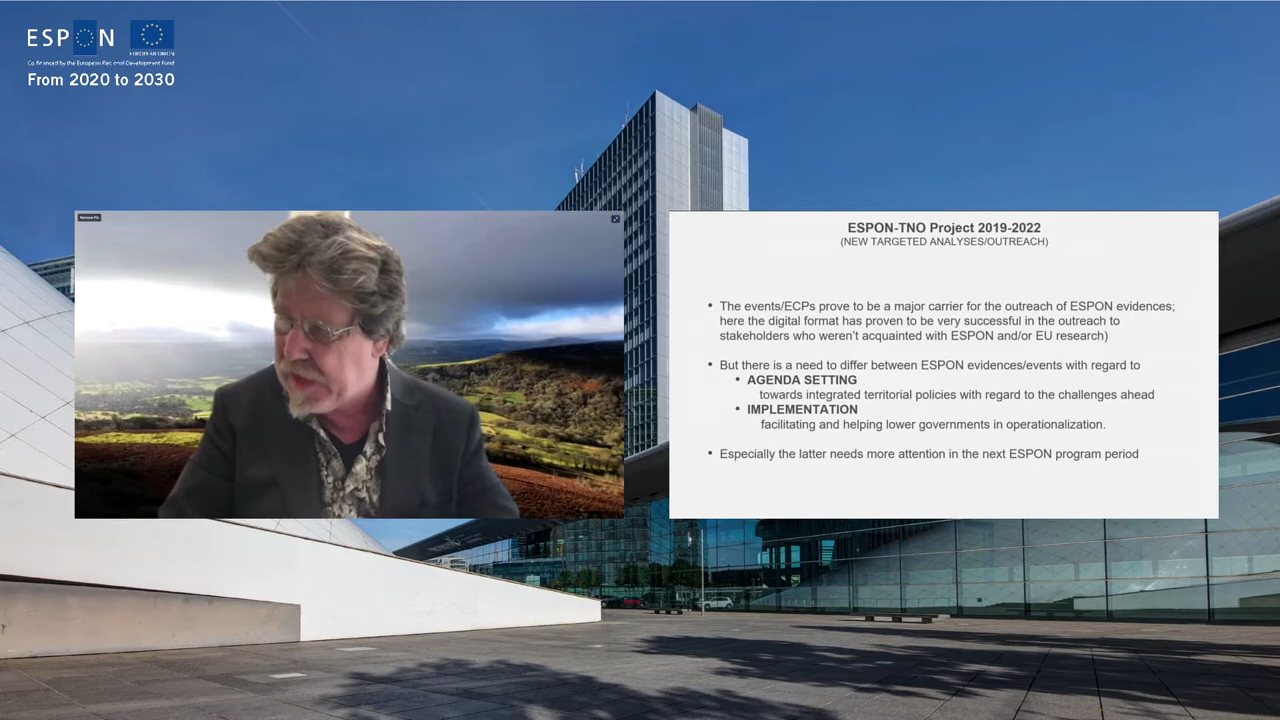 ESPON
EUROPEAN UNION
Co-financed by the European Regional Development Fund
From 2020 to 2030
Remove Pin
ESPON-TNO Project 2019-2022
(NEW TARGETED ANALYSES/OUTREACH)
• The events/ECPs prove to be a major carrier for the outreach of ESPON evidences;
here the digital format has proven to be very successful in the outreach to
stakeholders who weren't acquainted with ESPON and/or EU research)
• But there is a need to differ between ESPON evidences/events with regard to
• AGENDA SETTING
towards integrated territorial policies with regard to the challenges ahead
• IMPLEMENTATION
facilitating and helping lower governments in operationalization.
• Especially the latter needs more attention in the next ESPON program period